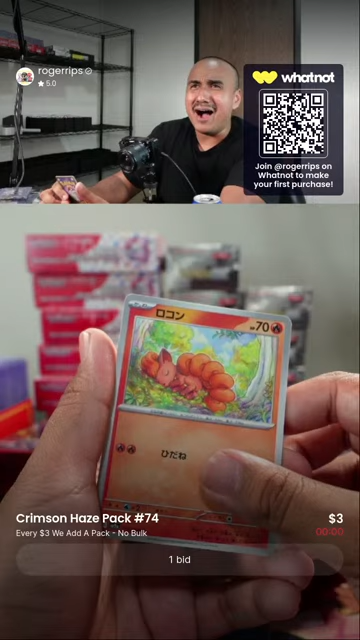 rogerrips
★ 5.0
whatnot
Join @rogerrips on
Whatnot to make
your first purchase!
ロコン
HP 70
ひだね
Crimson Haze Pack #74
$3
Every $3 We Add A Pack - No Bulk
00:00
1 bid